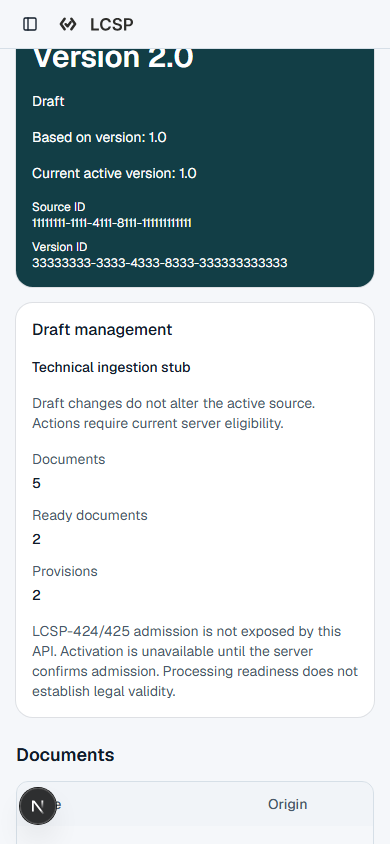 LCSP
Version 2.0
Draft
Based on version: 1.0
Current active version: 1.0
Source ID
11111111-1111-4111-8111-111111111111
Version ID
33333333-3333-4333-8333-333333333333
Draft management
Technical ingestion stub
Draft changes do not alter the active source.
Actions require current server eligibility.
Documents
5
Ready documents
2
Provisions
2
LCSP-424/425 admission is not exposed by this
API. Activation is unavailable until the server
confirms admission. Processing readiness does not
establish legal validity.
Documents
N
Origin